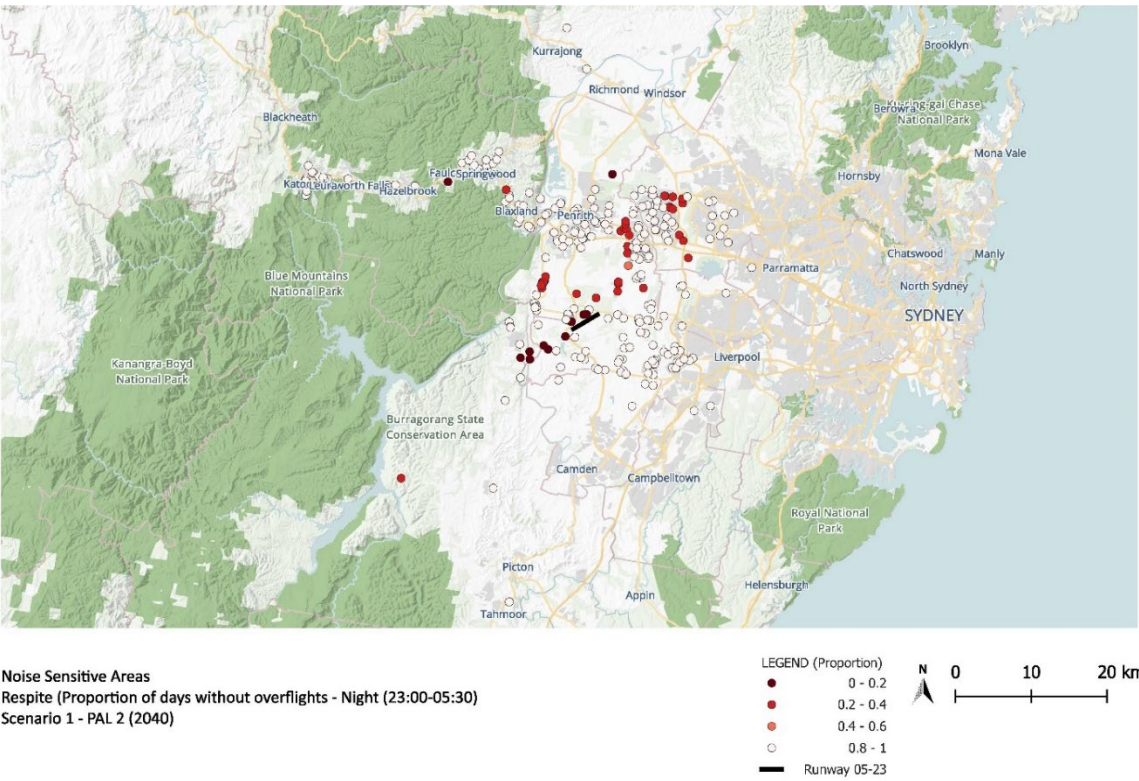 Brooklyn
Kurrajong
Richmond Windsor
Berowra
Ku-ring-gai Chase
National Park
Blackheath
Mona Vale
Hornsby
Springwood
Hazelbrook
Blaxland
Penrith
Chatswood
Manly
Parramatta
Blue Mountains
National Park
North Sydney
SYDNEY
Liverpool
Kanangra-Boyd
National Park
Burragorang State
Conservation Area
Camden
Campbelltown
Royal National
Park
Picton
Helensburgh
Appin
Tahmoor
Noise Sensitive Areas
Respite (Proportion of days without overflights - Night (23:00-05:30)
Scenario 1 - PAL 2 (2040)
LEGEND (Proportion)
0 - 0.2
0.2 - 0.4
0.4 - 0.6
0.8 - 1
Runway 05-23
N
0 10 20 km